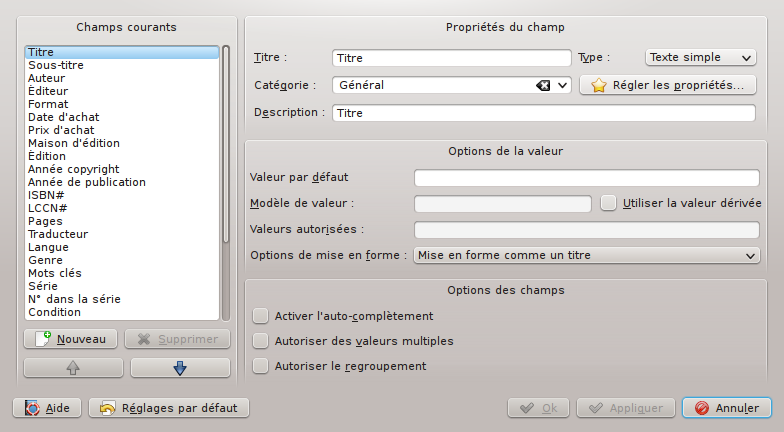 Champs courants
Titre
Sous-titre
Auteur
Éditeur
Format
Date d'achat
Prix d'achat
Maison d'édition
Édition
Année copyright
Année de publication
ISBN#
LCCN#
Pages
Traducteur
Langue
Genre
Mots clés
Série
N° dans la série
Condition
Nouveau
Supprimer
Propriétés du champ
Titre : Titre Type : Texte simple
Catégorie : Général Régler les propriétés...
Description : Titre
Options de la valeur
Valeur par défaut
Modèle de valeur : Utiliser la valeur dérivée
Valeurs autorisées :
Options de mise en forme : Mise en forme comme un titre
Options des champs
Activer l'auto-complètement
Autoriser des valeurs multiples
Autoriser le regroupement
Aide
Réglages par défaut
Ok
Appliquer
Annuler